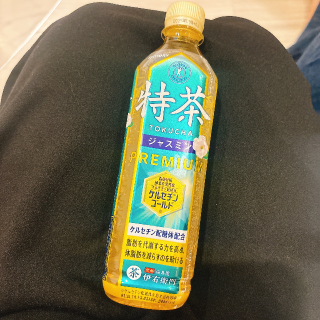 特茶
TOKUCHA
ジャスミン
PREMIUM
ケルセチン
ゴールド
ケルセチン配糖体配合
脂肪を代謝する力を高め、
体脂肪を減らすのを助ける
茶
伊右衛門